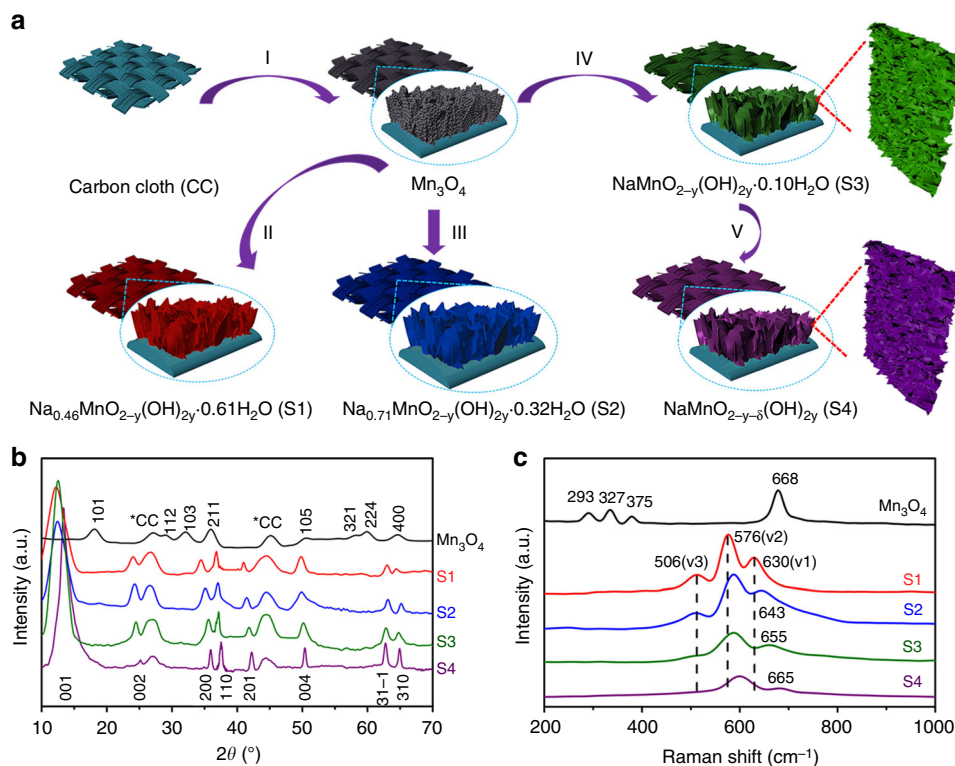 a
I
IV
Carbon cloth (CC)
Mn₃O₄
NaMnO₂₋y(OH)₂y·0.10H₂O (S3)
II
III
V
Na₀.₄₆MnO₂₋y(OH)₂y·0.61H₂O (S1)
Na₀.₇₁MnO₂₋y(OH)₂y·0.32H₂O (S2)
NaMnO₂₋y₋δ(OH)₂y (S4)
b
Intensity (a.u.)
101
*CC
112
103
211
*CC
105
321
224
400
Mn₃O₄
S1
S2
S3
S4
001
002
200
110
201
004
31–1
310
10 20 30 40 50 60 70
2θ (°)
c
Intensity (a.u.)
293 327 375
668
Mn₃O₄
576(v2)
506(v3)
630(v1)
S1
643
S2
655
S3
665
S4
200 400 600 800 1000
Raman shift (cm⁻¹)